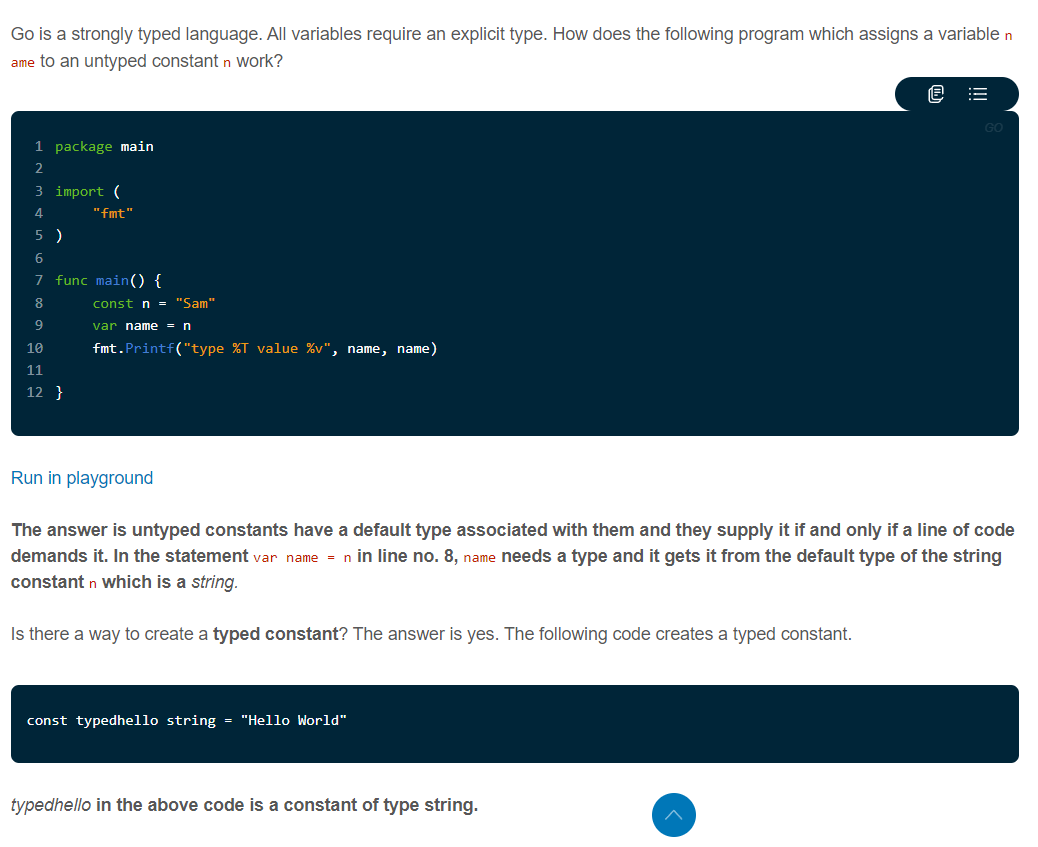 Go is a strongly typed language. All variables require an explicit type. How does the following program which assigns a variable n
ame to an untyped constant n work?
GO
1 package main
2
3 import (
4 "fmt"
5 )
6
7 func main() {
8 const n = "Sam"
9 var name = n
10 fmt.Printf("type %T value %v", name, name)
11
12 }
Run in playground
The answer is untyped constants have a default type associated with them and they supply it if and only if a line of code
demands it. In the statement var name = n in line no. 8, name needs a type and it gets it from the default type of the string
constant n which is a string.
Is there a way to create a typed constant? The answer is yes. The following code creates a typed constant.
const typedhello string = "Hello World"
typedhello in the above code is a constant of type string.